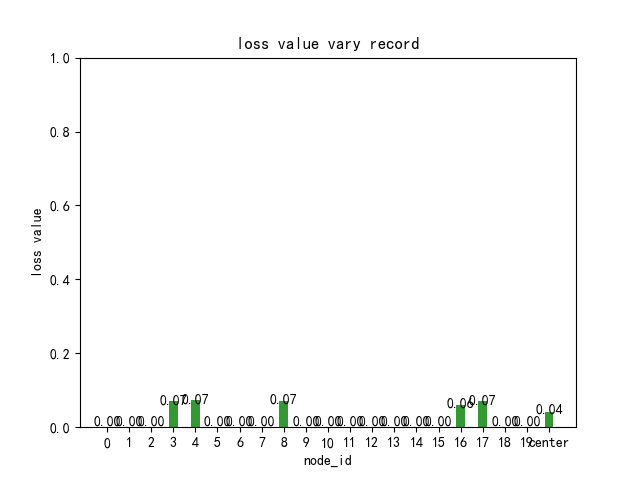 loss value vary record
1.0
0.8
0.6
0.4
0.2
0.0
loss value
0.00 0.00 0.00 0.07 0.07 0.00 0.00 0.00 0.07 0.00 0.00 0.00 0.00 0.00 0.00 0.00 0.06 0.07 0.00 0.00 0.04
0 1 2 3 4 5 6 7 8 9 10 11 12 13 14 15 16 17 18 19 center
node_id